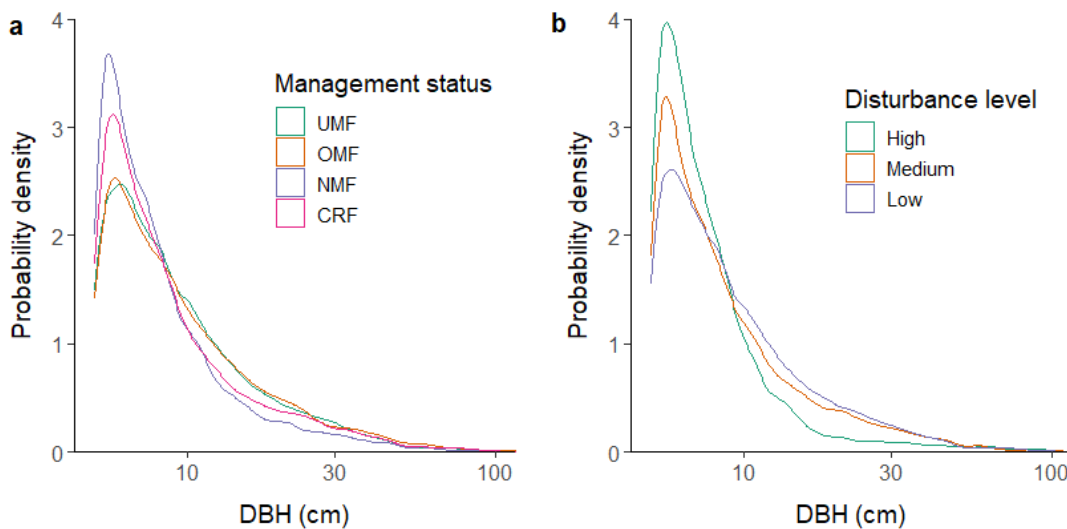 a
Management status
UMF
OMF
NMF
CRF
Probability density
4
3
2
1
0
10
30
100
DBH (cm)
b
Disturbance level
High
Medium
Low
Probability density
4
3
2
1
0
10
30
100
DBH (cm)